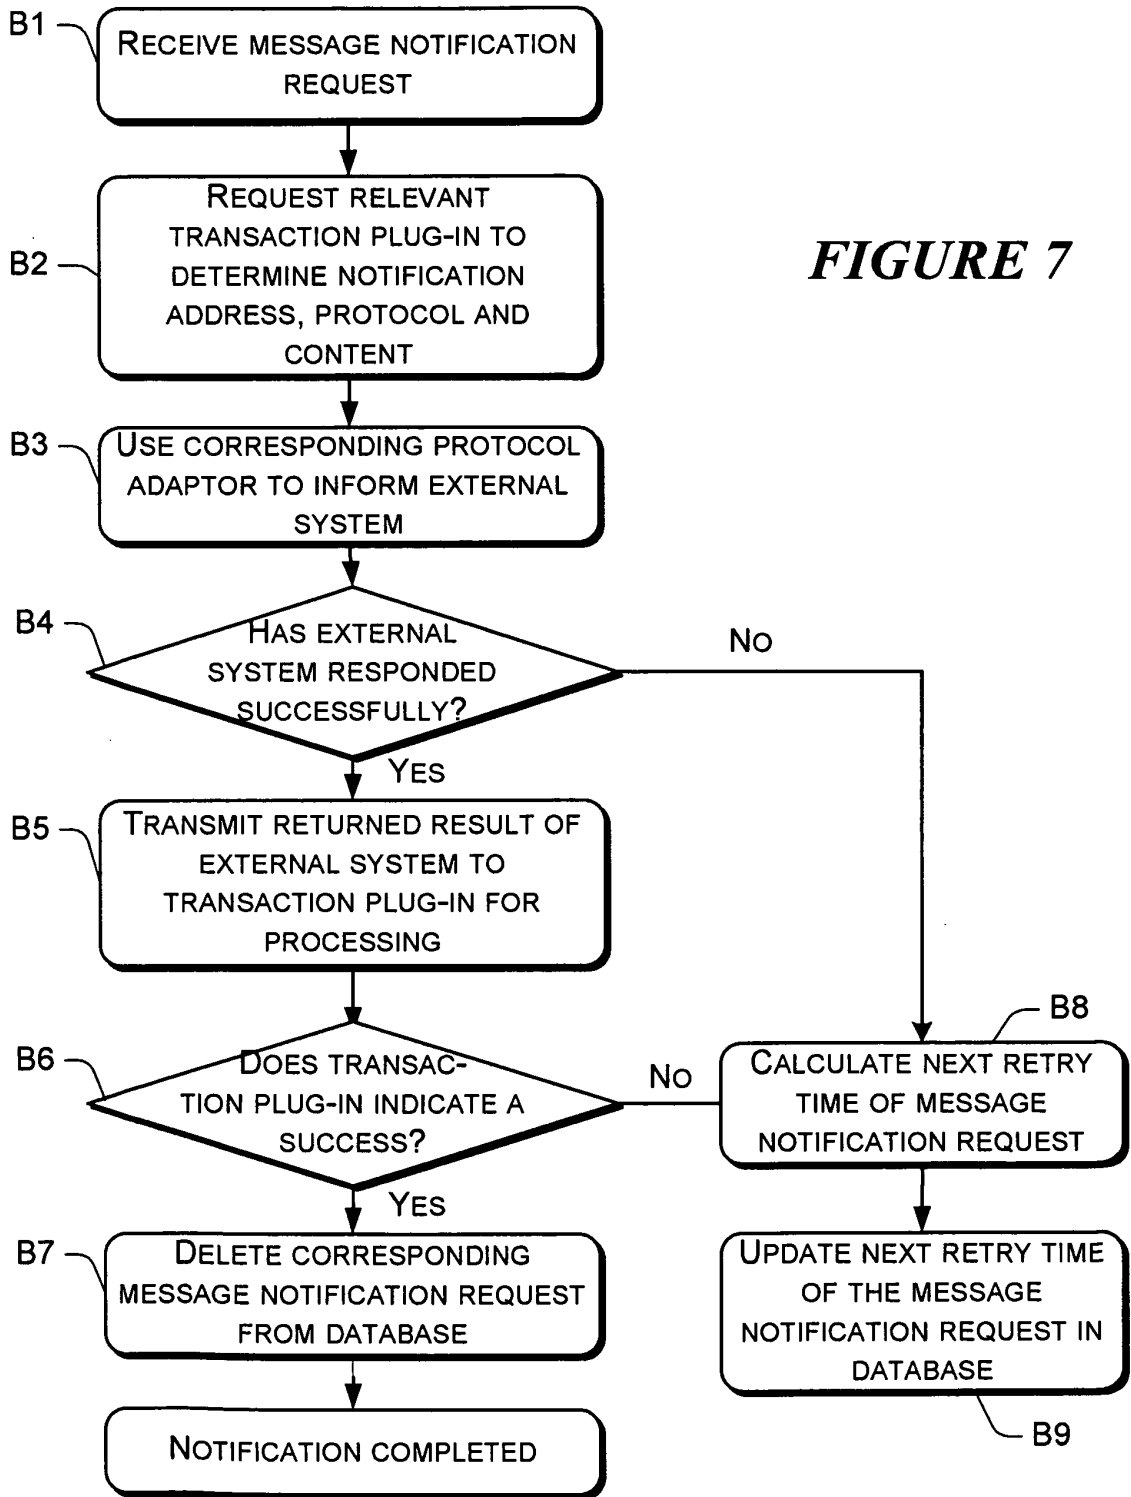 B1
RECEIVE MESSAGE NOTIFICATION
REQUEST
B2
REQUEST RELEVANT
TRANSACTION PLUG-IN TO
DETERMINE NOTIFICATION
ADDRESS, PROTOCOL AND
CONTENT
FIGURE 7
B3
USE CORRESPONDING PROTOCOL
ADAPTOR TO INFORM EXTERNAL
SYSTEM
B4
HAS EXTERNAL
SYSTEM RESPONDED
SUCCESSFULLY?
NO
YES
B5
TRANSMIT RETURNED RESULT OF
EXTERNAL SYSTEM TO
TRANSACTION PLUG-IN FOR
PROCESSING
B6
DOES TRANSAC-
TION PLUG-IN INDICATE A
SUCCESS?
NO
YES
B8
CALCULATE NEXT RETRY
TIME OF MESSAGE
NOTIFICATION REQUEST
B7
DELETE CORRESPONDING
MESSAGE NOTIFICATION REQUEST
FROM DATABASE
UPDATE NEXT RETRY TIME
OF THE MESSAGE
NOTIFICATION REQUEST IN
DATABASE
B9
NOTIFICATION COMPLETED